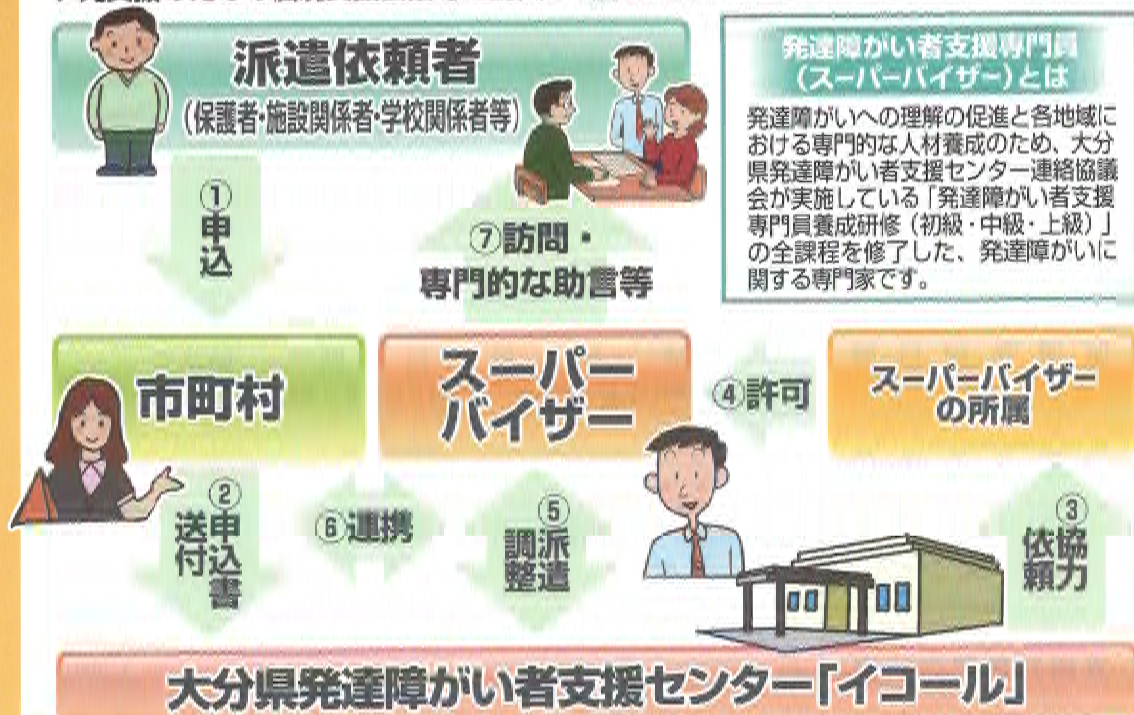 派遣依頼者
(保護者・施設関係者・学校関係者等)
発達障がい者支援専門員
(スーパーバイザー)とは
発達障がいへの理解の促進と各地域に
おける専門的な人材養成のため、大分
県発達障がい者支援センター連絡協議
会が実施している「発達障がい者支援
専門員養成研修(初級・中級・上級)」
の全課程を修了した、発達障がいに
関する専門家です。
①申込
⑦訪問・
専門的な助言等
市町村
スーパー
バイザー
④許可
スーパーバイザー
の所属
②申込書
送付
⑥連携
⑤派遣
調整
③協力
依頼
大分県発達障がい者支援センター「イコール」